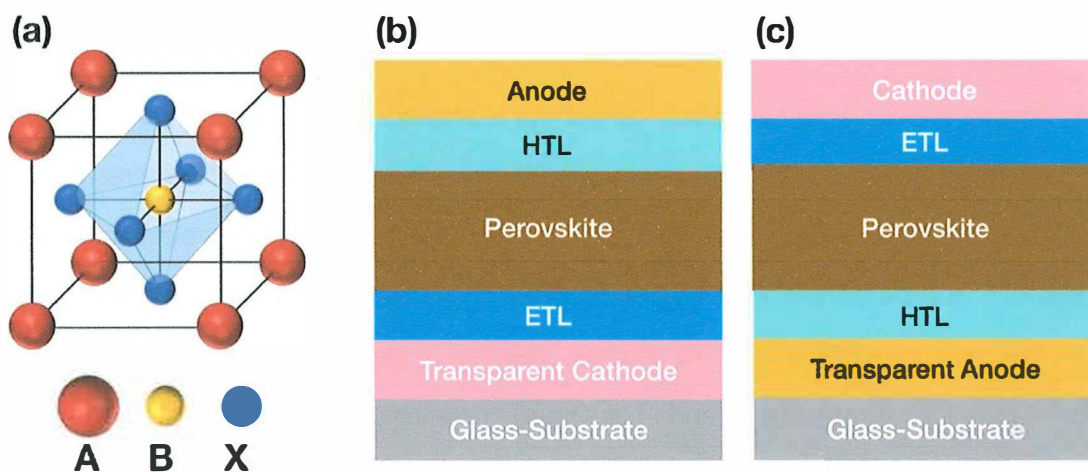 (a)
A B X
(b)
Anode
HTL
Perovskite
ETL
Transparent Cathode
Glass-Substrate
(c)
Cathode
ETL
Perovskite
HTL
Transparent Anode
Glass-Substrate